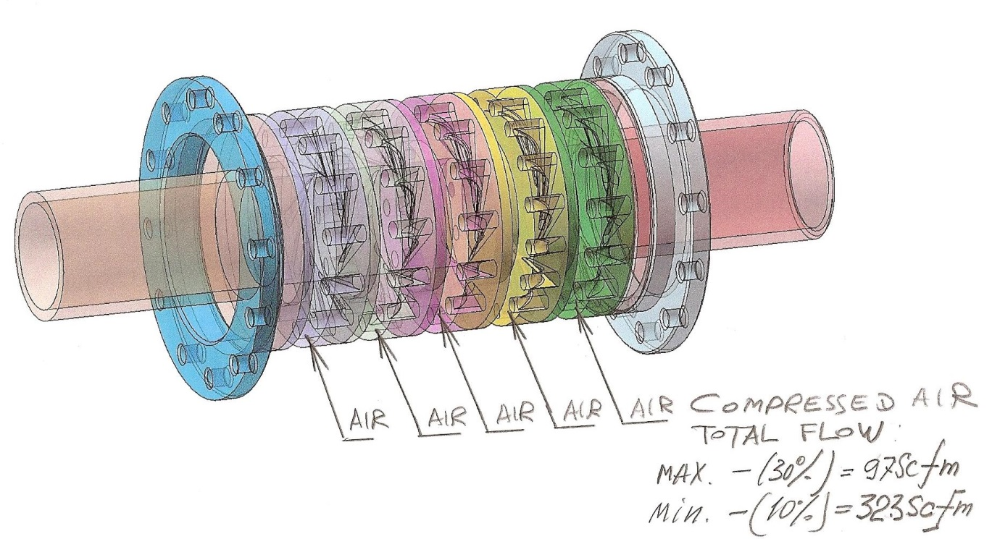 AIR
AIR
AIR
AIR
AIR
COMPRESSED AIR
TOTAL FLOW:
MAX. - (30%) = 97Scfm
Min. - (10%) = 32.3Scfm